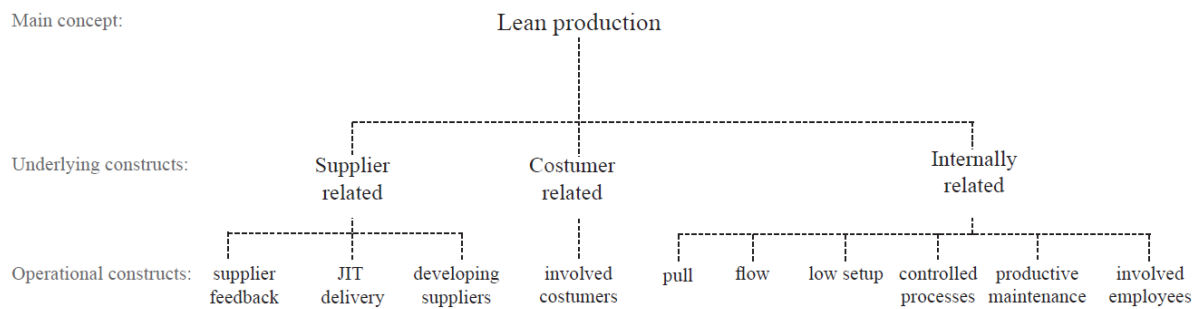 Main concept:
Lean production
Underlying constructs:
Supplier
related
Costumer
related
Internally
related
Operational constructs:
supplier
feedback
JIT
delivery
developing
suppliers
involved
costumers
pull
flow
low setup
controlled
processes
productive
maintenance
involved
employees